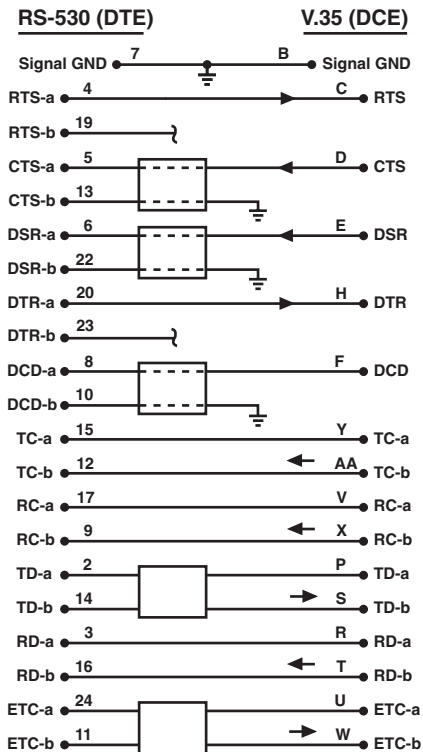 RS-530 (DTE) V.35 (DCE)
Signal GND 7 B Signal GND
RTS-a 4 C RTS
RTS-b 19
CTS-a 5 D CTS
CTS-b 13
DSR-a 6 E DSR
DSR-b 22
DTR-a 20 H DTR
DTR-b 23
DCD-a 8 F DCD
DCD-b 10
TC-a 15 Y TC-a
TC-b 12 AA TC-b
RC-a 17 V RC-a
RC-b 9 X RC-b
TD-a 2 P TD-a
TD-b 14 S TD-b
RD-a 3 R RD-a
RD-b 16 T RD-b
ETC-a 24 U ETC-a
ETC-b 11 W ETC-b